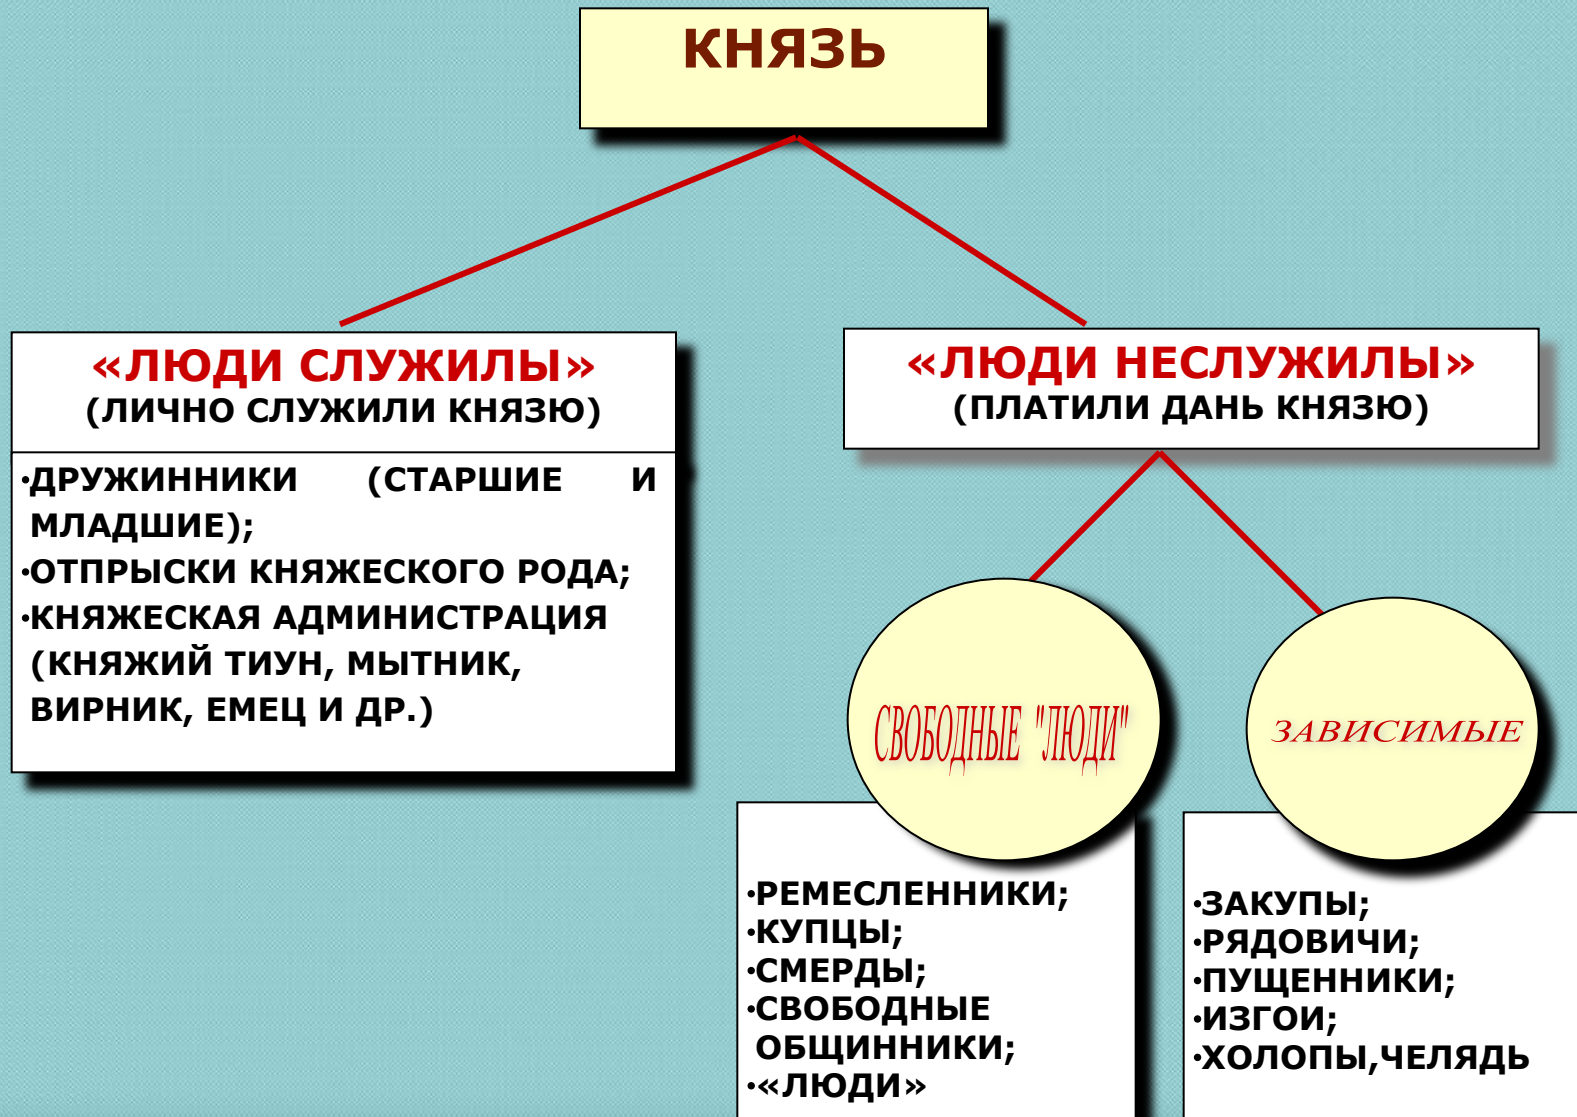 КНЯЗЬ
«ЛЮДИ СЛУЖИЛЫ»
(ЛИЧНО СЛУЖИЛИ КНЯЗЮ)
•ДРУЖИННИКИ (СТАРШИЕ И
МЛАДШИЕ);
•ОТПРЫСКИ КНЯЖЕСКОГО РОДА;
•КНЯЖЕСКАЯ АДМИНИСТРАЦИЯ
(КНЯЖИЙ ТИУН, МЫТНИК,
ВИРНИК, ЕМЕЦ И ДР.)
«ЛЮДИ НЕСЛУЖИЛЫ»
(ПЛАТИЛИ ДАНЬ КНЯЗЮ)
СВОБОДНЫЕ "ЛЮДИ"
•РЕМЕСЛЕННИКИ;
•КУПЦЫ;
•СМЕРДЫ;
•СВОБОДНЫЕ
ОБЩИННИКИ;
•«ЛЮДИ»
ЗАВИСИМЫЕ
•ЗАКУПЫ;
•РЯДОВИЧИ;
•ПУЩЕННИКИ;
•ИЗГОИ;
•ХОЛОПЫ,ЧЕЛЯДЬ